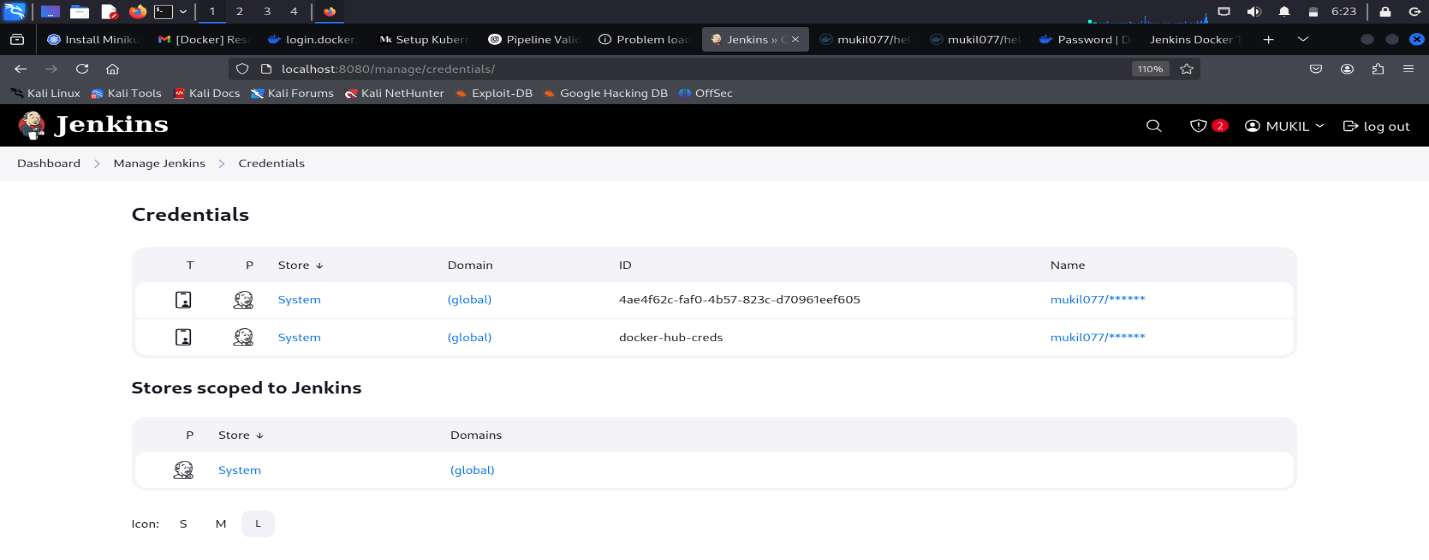 1 2 3 4 6:23
Install Miniku [Docker] Res login.docker. Mk Setup Kubern Pipeline Valid Problem load Jenkins » C mukil077/hel mukil077/hel Password | D Jenkins Docker T
localhost:8080/manage/credentials/ 110%
Kali Linux Kali Tools Kali Docs Kali Forums Kali NetHunter Exploit-DB Google Hacking DB OffSec
Jenkins 2 MUKIL log out
Dashboard Manage Jenkins Credentials
Credentials
T P Store ↓ Domain ID Name
System (global) 4ae4f62c-faf0-4b57-823c-d70961eef605 mukil077/******
System (global) docker-hub-creds mukil077/******
Stores scoped to Jenkins
P Store ↓ Domains
System (global)
Icon: S M L